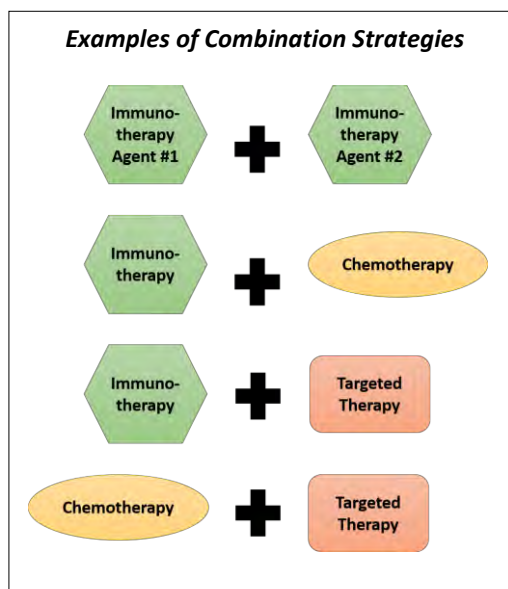 Examples of Combination Strategies
Immuno-
therapy
Agent #1
Immuno-
therapy
Agent #2
Immuno-
therapy
Chemotherapy
Immuno-
therapy
Targeted
Therapy
Chemotherapy
Targeted
Therapy